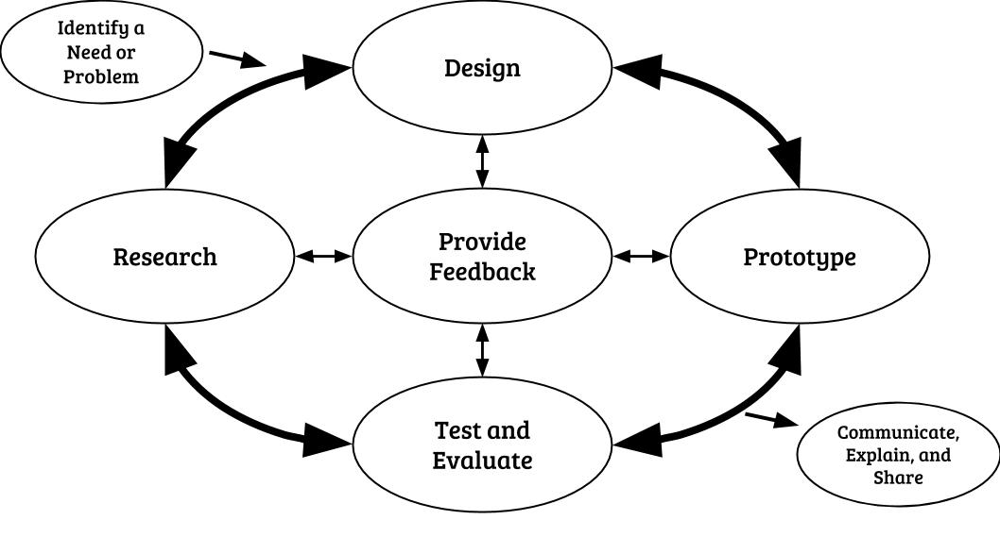 Identify a
Need or
Problem
Design
Research
Provide
Feedback
Prototype
Test and
Evaluate
Communicate,
Explain, and
Share